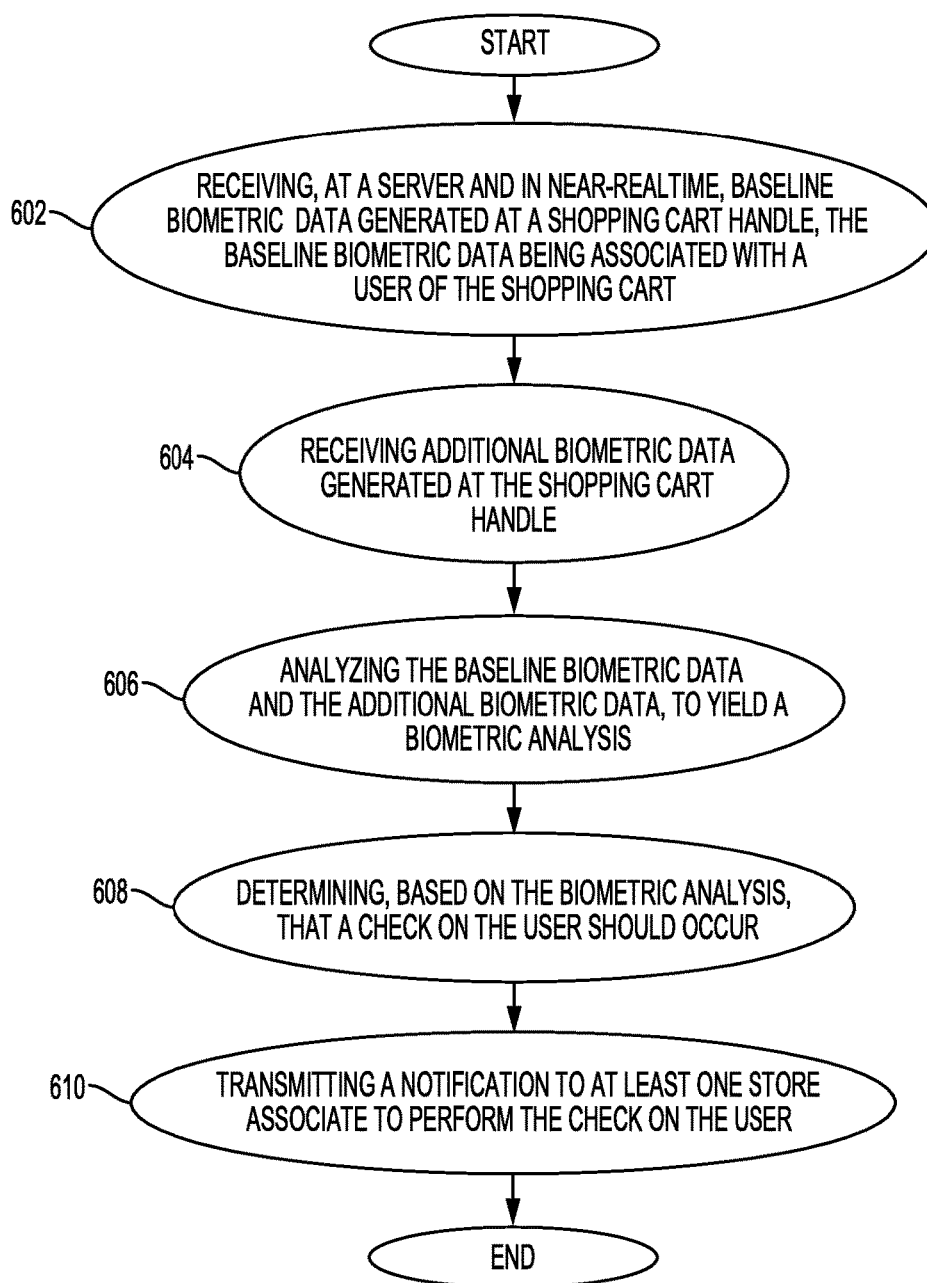 START
602
RECEIVING, AT A SERVER AND IN NEAR-REALTIME, BASELINE
BIOMETRIC DATA GENERATED AT A SHOPPING CART HANDLE, THE
BASELINE BIOMETRIC DATA BEING ASSOCIATED WITH A
USER OF THE SHOPPING CART
604
RECEIVING ADDITIONAL BIOMETRIC DATA
GENERATED AT THE SHOPPING CART
HANDLE
606
ANALYZING THE BASELINE BIOMETRIC DATA
AND THE ADDITIONAL BIOMETRIC DATA, TO YIELD A
BIOMETRIC ANALYSIS
608
DETERMINING, BASED ON THE BIOMETRIC ANALYSIS,
THAT A CHECK ON THE USER SHOULD OCCUR
610
TRANSMITTING A NOTIFICATION TO AT LEAST ONE STORE
ASSOCIATE TO PERFORM THE CHECK ON THE USER
END